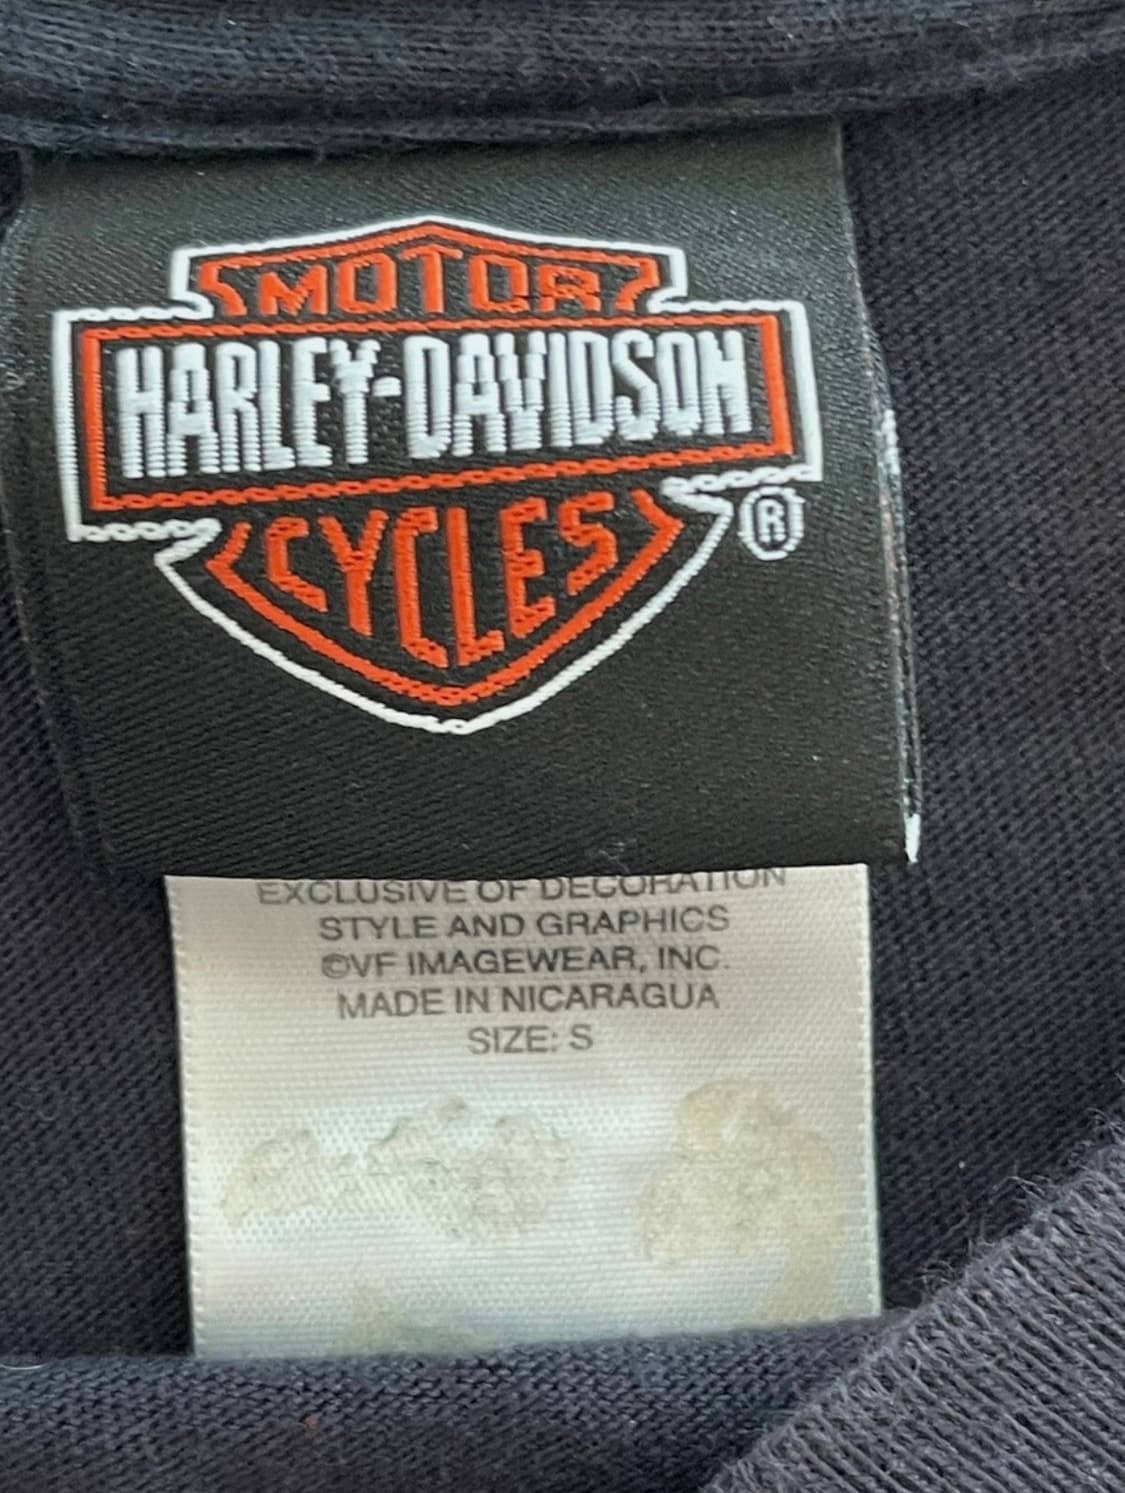 MOTOR
HARLEY-DAVIDSON
CYCLES
®
EXCLUSIVE OF DECORATION
STYLE AND GRAPHICS
©VF IMAGEWEAR, INC.
MADE IN NICARAGUA
SIZE: S